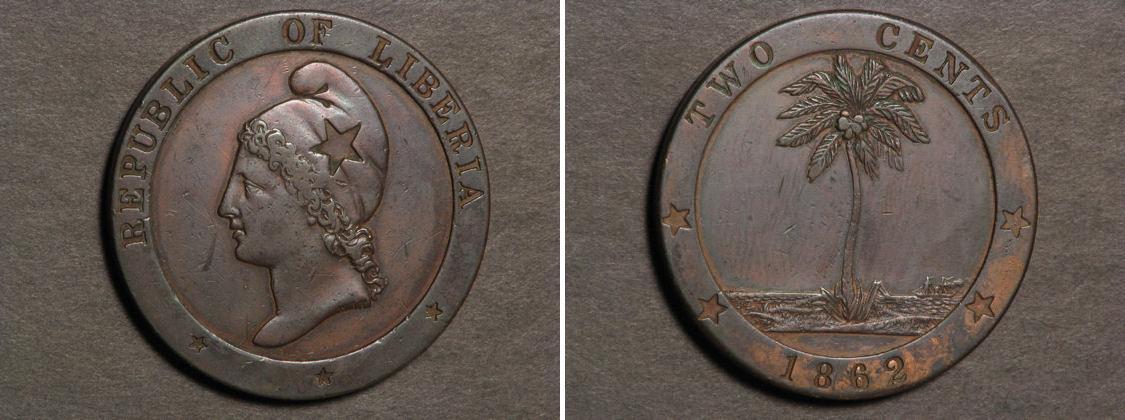 REPUBLIC OF LIBERIA
TWO CENTS
1862